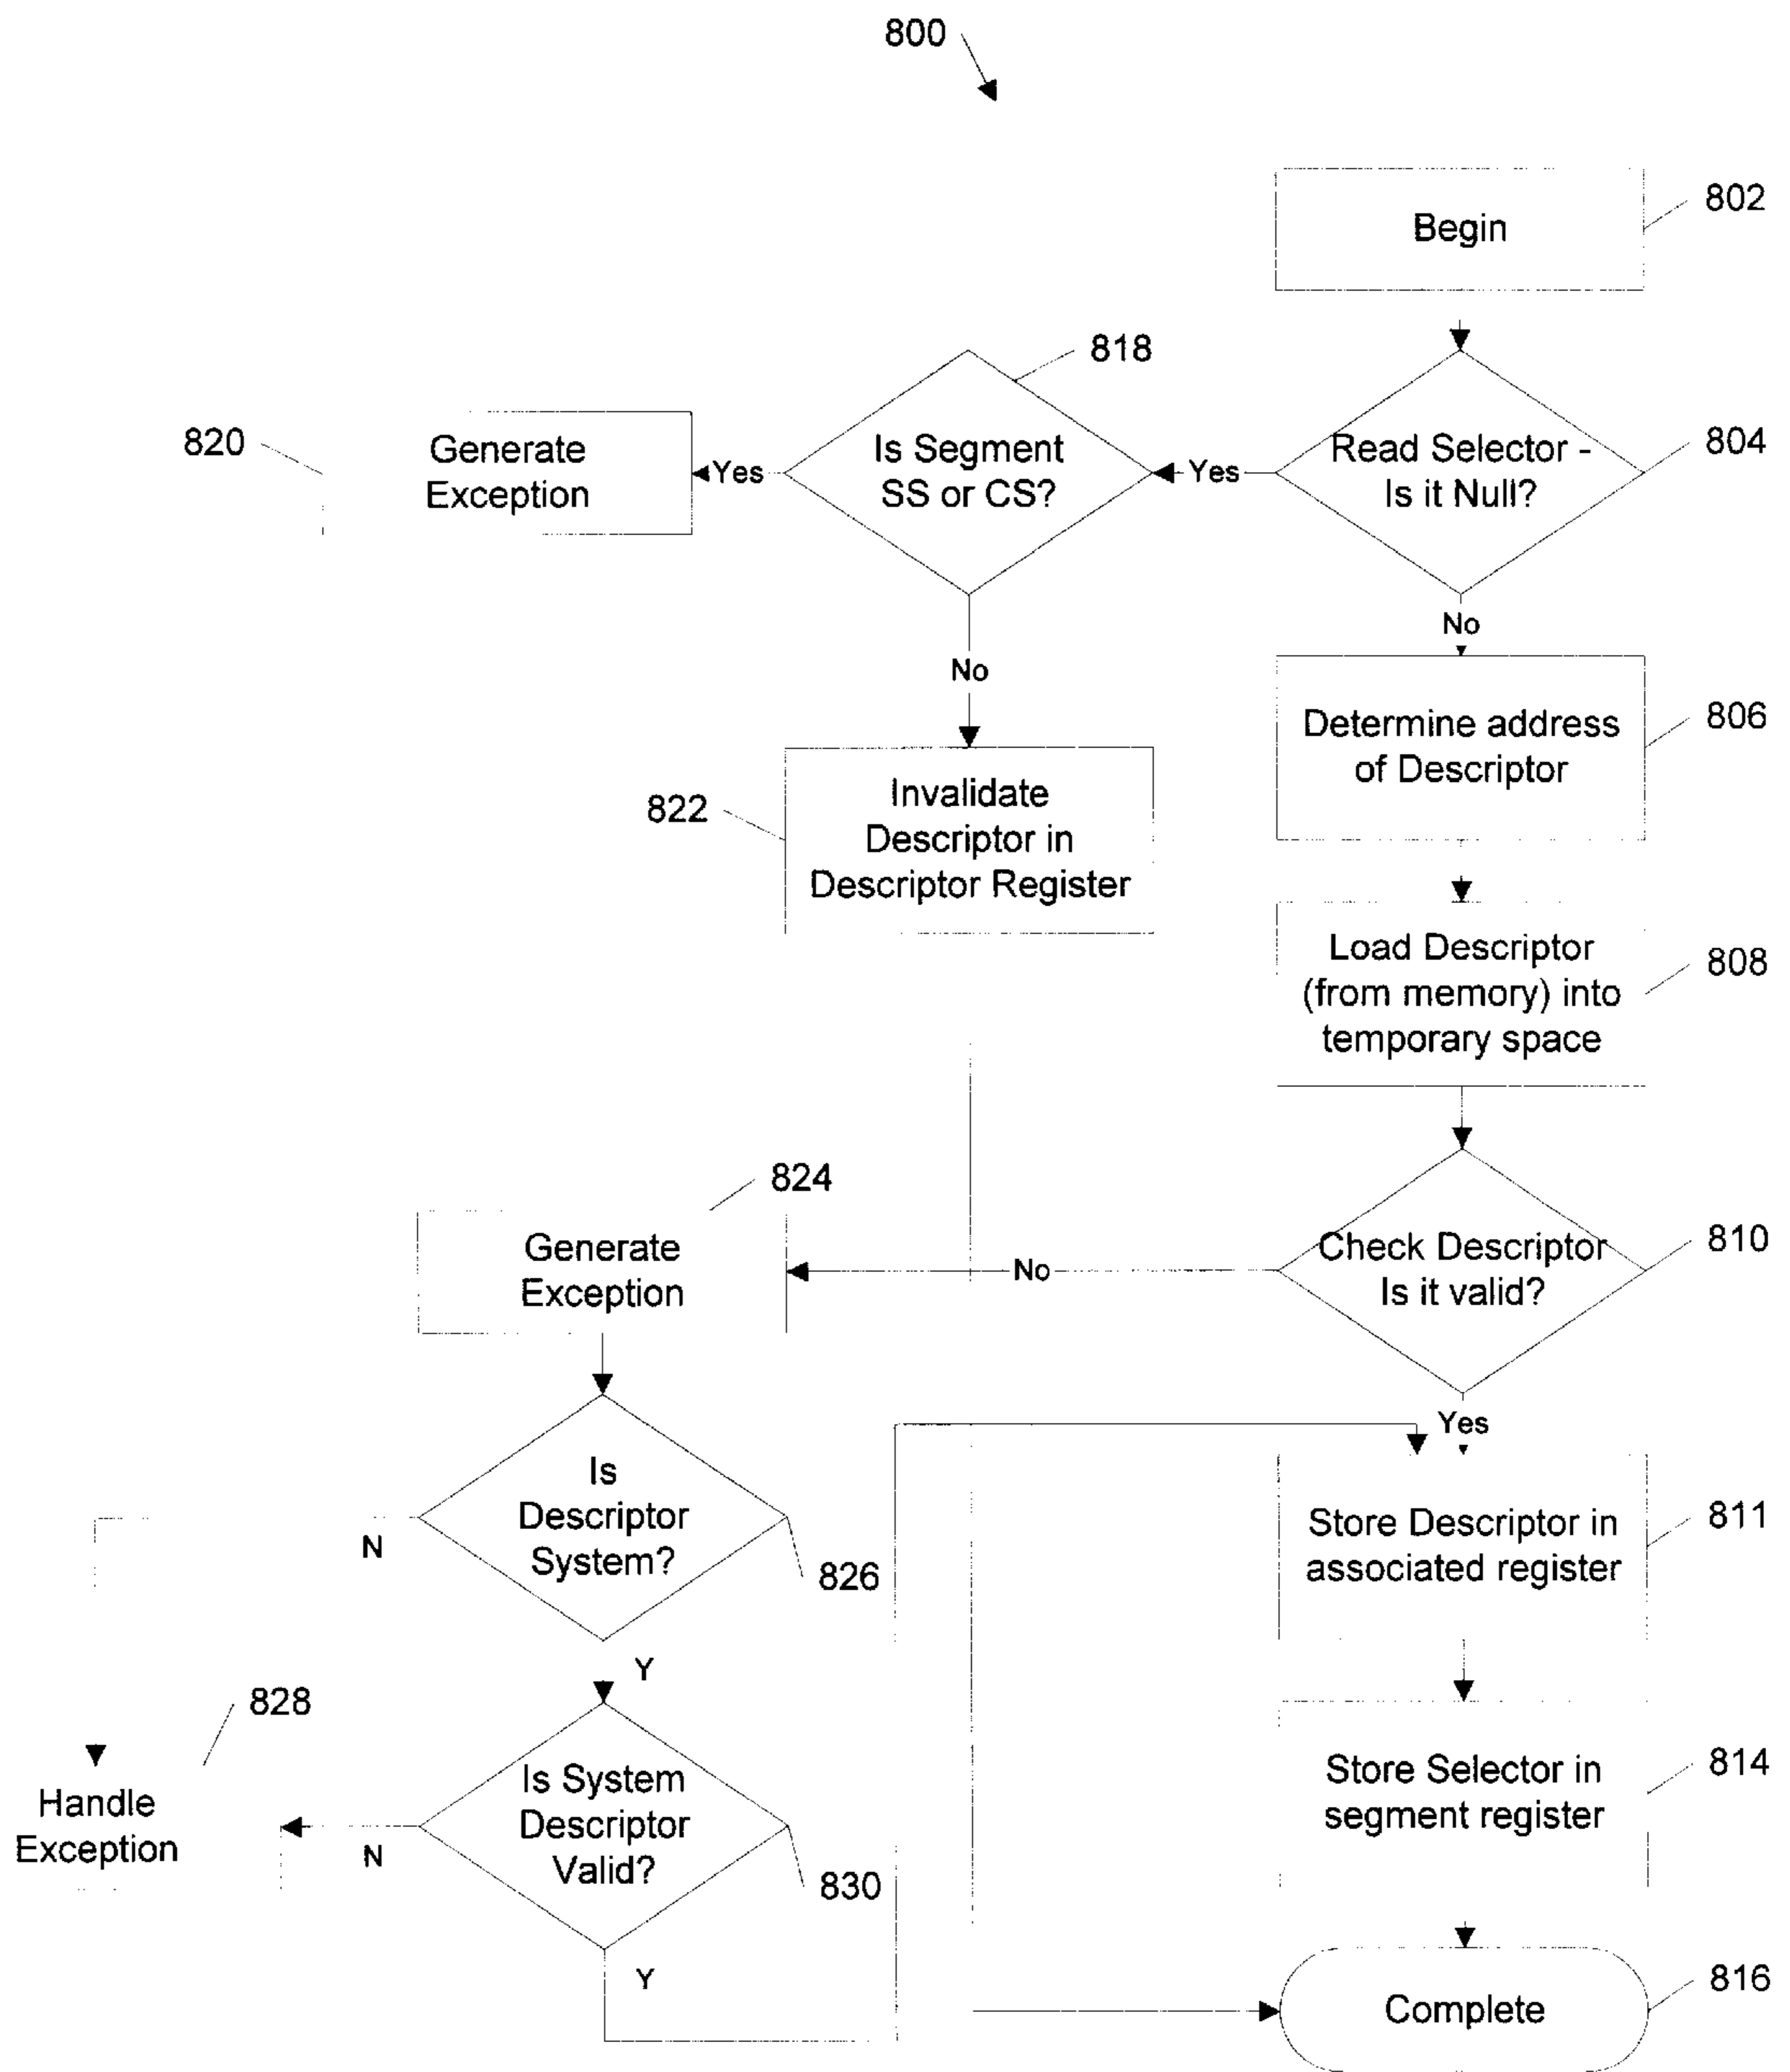 800
802
Begin
818
820
Generate
Exception
Yes
Is Segment
SS or CS?
Yes
Read Selector -
Is it Null?
804
No
No
Determine address
of Descriptor
806
822
Invalidate
Descriptor in
Descriptor Register
Load Descriptor
(from memory) into
temporary space
808
824
Generate
Exception
No
Check Descriptor
Is it valid?
810
Yes
Is
Descriptor
System?
N
826
Store Descriptor in
associated register
811
Y
828
Handle
Exception
N
Is System
Descriptor
Valid?
830
Store Selector in
segment register
814
Y
Complete
816